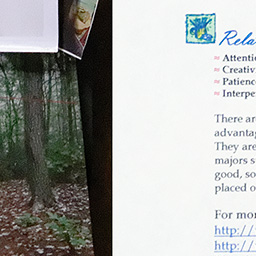 Rela
Attenti
Creativ
Patienc
Interpe
There ar
advantag
They are
majors s
good, so
placed o
For mor
http://
http://